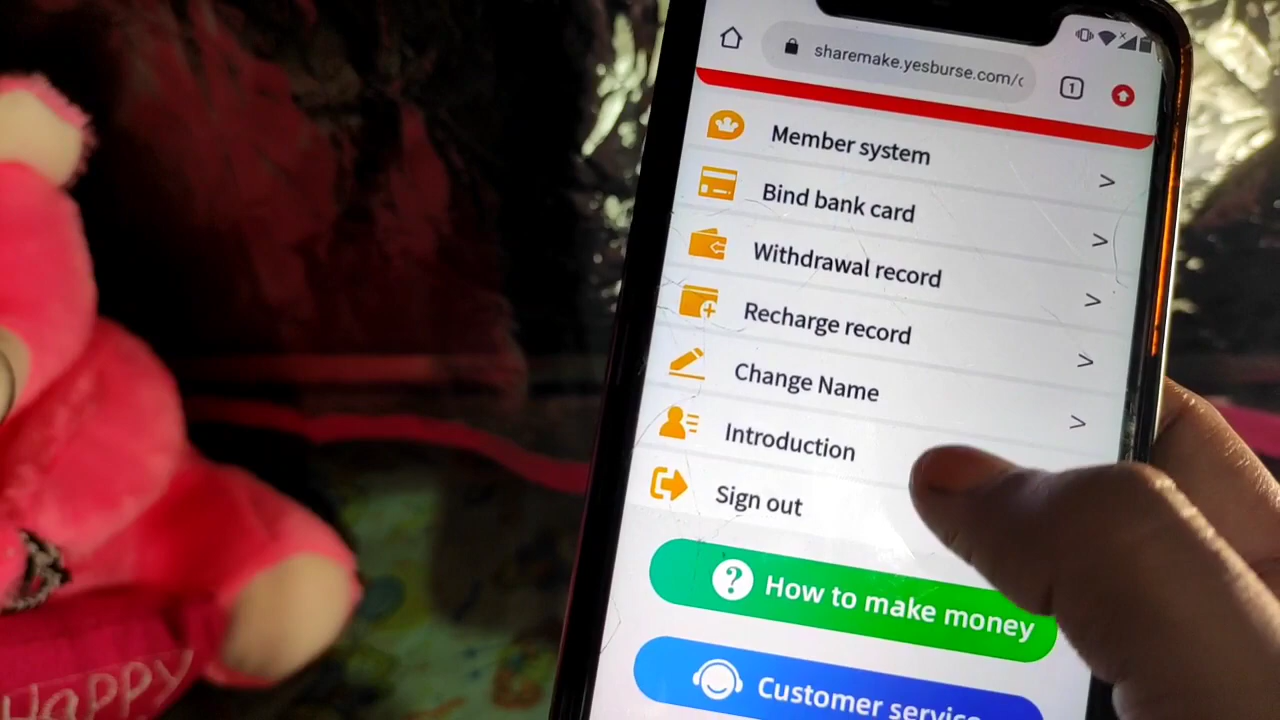 sharemake.yesburse.com/c
1
Member system
>
Bind bank card
>
Withdrawal record
>
Recharge record
>
Change Name
>
Introduction
Sign out
? How to make money
Customer service
Happy